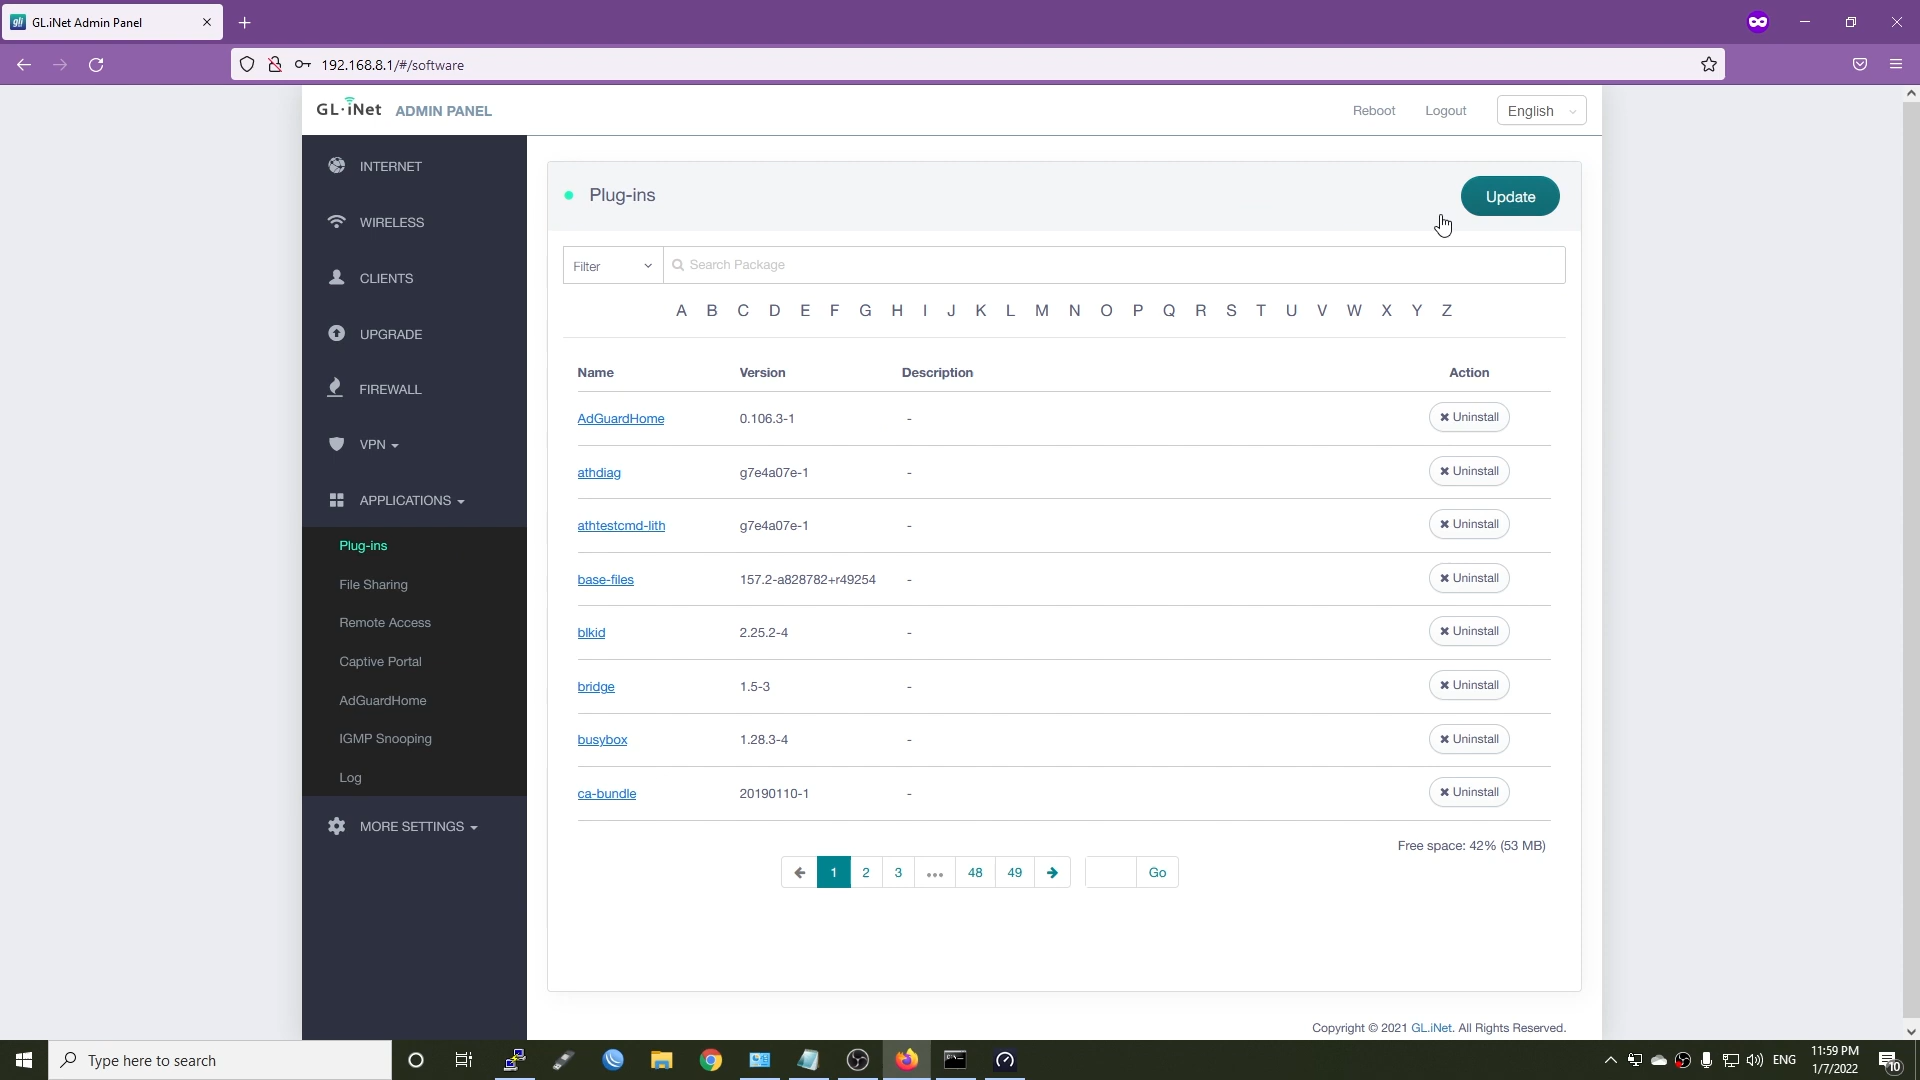 GL.iNet Admin Panel
192.168.8.1/#/software
GL·iNet ADMIN PANEL
Reboot Logout English
INTERNET
WIRELESS
CLIENTS
UPGRADE
FIREWALL
VPN
APPLICATIONS
Plug-ins
File Sharing
Remote Access
Captive Portal
AdGuardHome
IGMP Snooping
Log
MORE SETTINGS
Plug-ins Update
Filter Search Package
A B C D E F G H I J K L M N O P Q R S T U V W X Y Z
Name Version Description Action
AdGuardHome 0.106.3-1 - Uninstall
athdiag g7e4a07e-1 - Uninstall
athtestcmd-lith g7e4a07e-1 - Uninstall
base-files 157.2-a828782+r49254 - Uninstall
blkid 2.25.2-4 - Uninstall
bridge 1.5-3 - Uninstall
busybox 1.28.3-4 - Uninstall
ca-bundle 20190110-1 - Uninstall
Free space: 42% (53 MB)
1 2 3 ... 48 49 Go
Copyright © 2021 GL.iNet. All Rights Reserved.
Type here to search
ENG
11:59 PM
1/7/2022
10